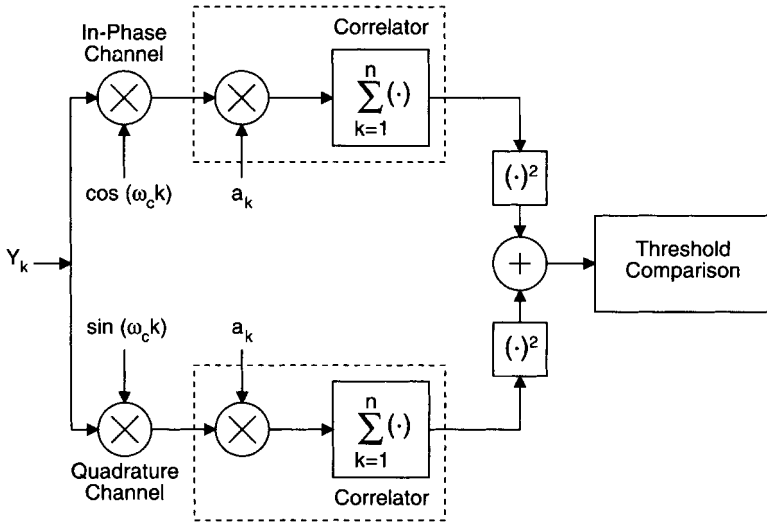 In-Phase
Channel
Correlator
n
∑ (·)
k=1
cos (ω_c k)
a_k
(·)²
Y_k
+
Threshold
Comparison
sin (ω_c k)
a_k
(·)²
n
∑ (·)
k=1
Quadrature
Channel
Correlator